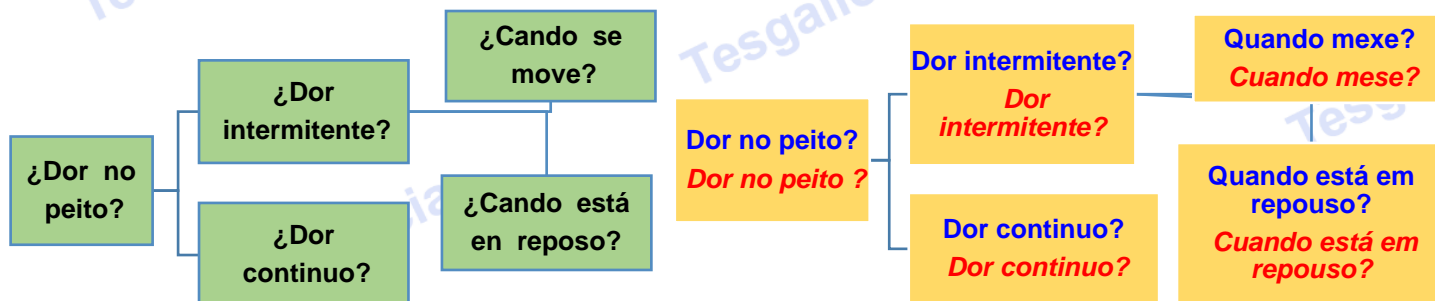 ¿Dor no
peito?
¿Dor
intermitente?
¿Dor
continuo?
¿Cando se
move?
¿Cando está
en reposo?
Dor no peito?
Dor no peito ?
Dor intermitente?
Dor
intermitente?
Dor continuo?
Dor continuo?
Quando mexe?
Cuando mese?
Quando está em
repouso?
Cuando está em
repouso?